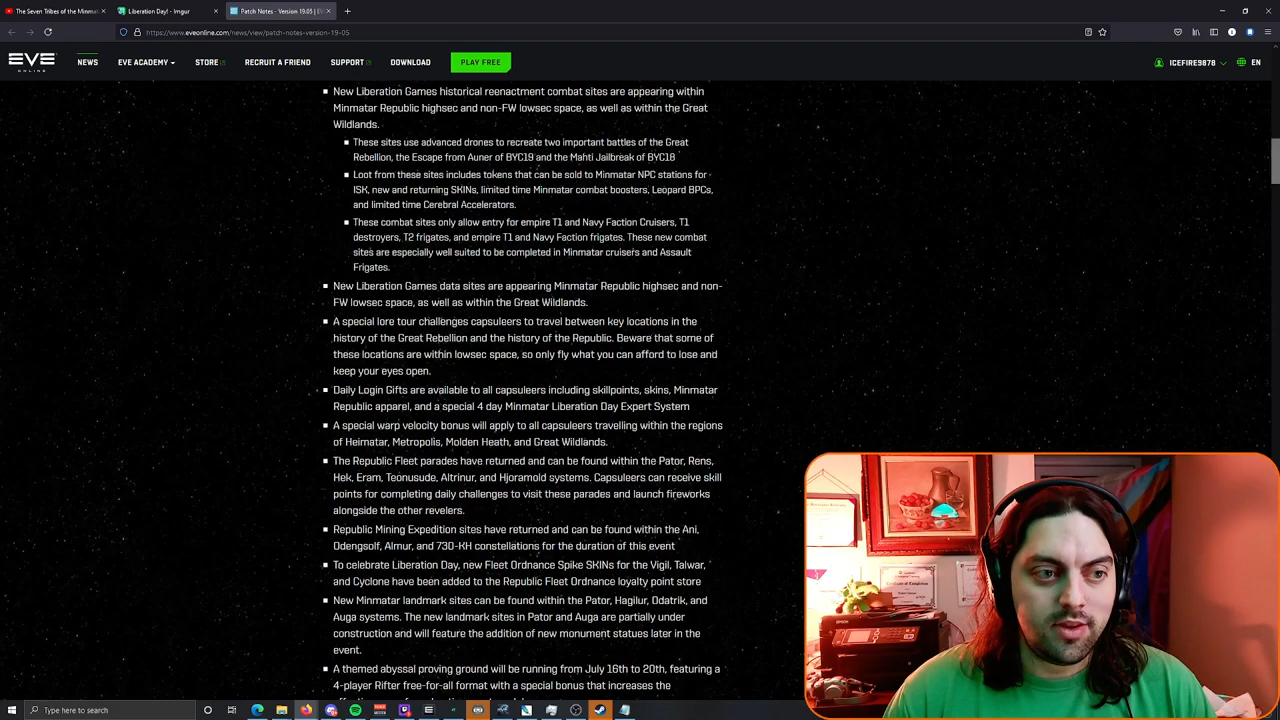 The Seven Tribes of the Minma
Liberation Day! - Imgur
Patch Notes - Version 19.05 | E
https://www.eveonline.com/news/view/patch-notes-version-19-05
EVE ONLINE
NEWS
EVE ACADEMY
STORE
RECRUIT A FRIEND
SUPPORT
DOWNLOAD
PLAY FREE
ICEFIRE9878
EN
New Liberation Games historical reenactment combat sites are appearing within
Minmatar Republic highsec and non-FW lowsec space, as well as within the Great
Wildlands.
These sites use advanced drones to recreate two important battles of the Great
Rebellion, the Escape from Auner of BYC19 and the Mahti Jailbreak of BYC18
Loot from these sites includes tokens that can be sold to Minmatar NPC stations for
ISK, new and returning SKINs, limited time Minmatar combat boosters, Leopard BPCs,
and limited time Cerebral Accelerators.
These combat sites only allow entry for empire T1 and Navy Faction Cruisers, T1
destroyers, T2 frigates, and empire T1 and Navy Faction frigates. These new combat
sites are especially well suited to be completed in Minmatar cruisers and Assault
Frigates.
New Liberation Games data sites are appearing Minmatar Republic highsec and non-
FW lowsec space, as well as within the Great Wildlands.
A special lore tour challenges capsuleers to travel between key locations in the
history of the Great Rebellion and the history of the Republic. Beware that some of
these locations are within lowsec space, so only fly what you can afford to lose and
keep your eyes open.
Daily Login Gifts are available to all capsuleers including skillpoints, skins, Minmatar
Republic apparel, and a special 4 day Minmatar Liberation Day Expert System
A special warp velocity bonus will apply to all capsuleers travelling within the regions
of Heimatar, Metropolis, Molden Heath, and Great Wildlands.
The Republic Fleet parades have returned and can be found within the Pator, Rens,
Hek, Eram, Teonusude, Altrinur, and Hjoramold systems. Capsuleers can receive skill
points for completing daily challenges to visit these parades and launch fireworks
alongside the other revelers.
Republic Mining Expedition sites have returned and can be found within the Ani,
Odengsolf, Almur, and 73D-KH constellations for the duration of this event
To celebrate Liberation Day, new Fleet Ordnance Spike SKINs for the Vigil, Talwar,
and Cyclone have been added to the Republic Fleet Ordnance loyalty point store
New Minmatar landmark sites can be found within the Pator, Hagilur, Odatrik, and
Auga systems. The new landmark sites in Pator and Auga are partially under
construction and will feature the addition of new monument statues later in the
event.
A themed abyssal proving ground will be running from July 16th to 20th, featuring a
4-player Rifter free-for-all format with a special bonus that increases the
EPSON
Type here to search